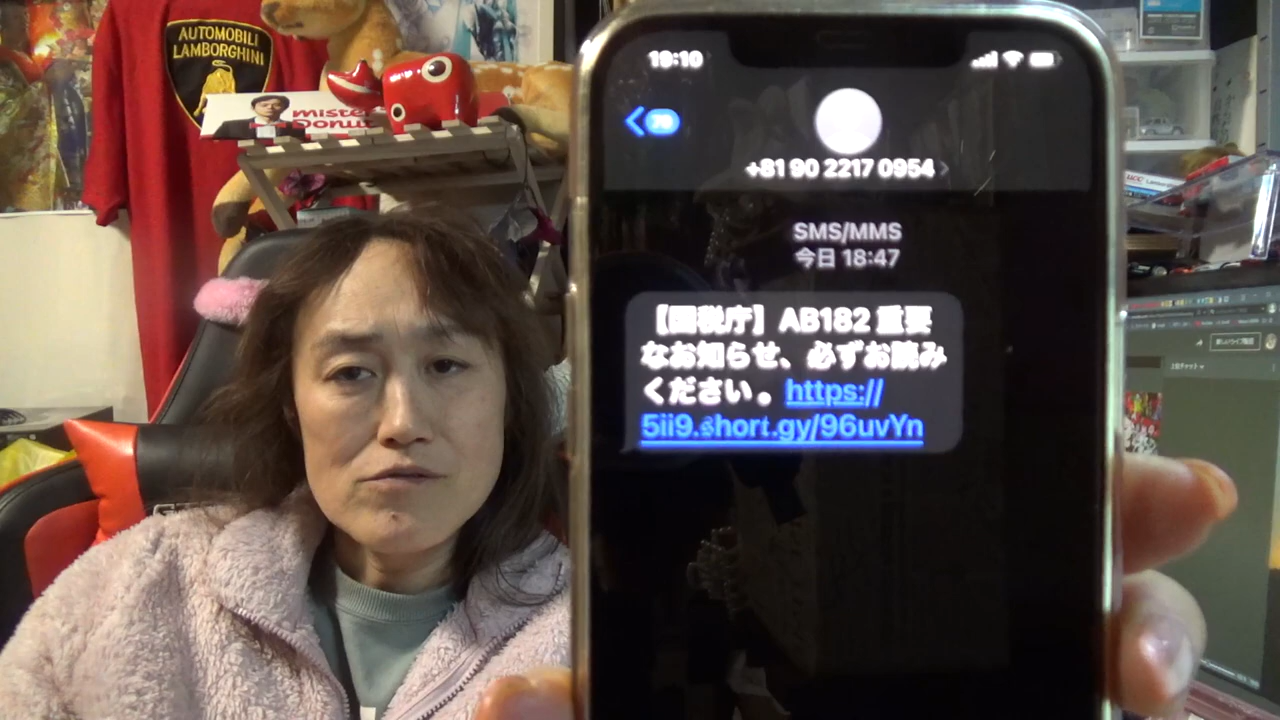 AUTOMOBILI
LAMBORGHINI
mister
Donut
19:10
+81 90 2217 0954
SMS/MMS
今日 18:47
【国税庁】AB182 重要
なお知らせ、必ずお読み
ください。https://
5ii9.short.gy/96uvYn